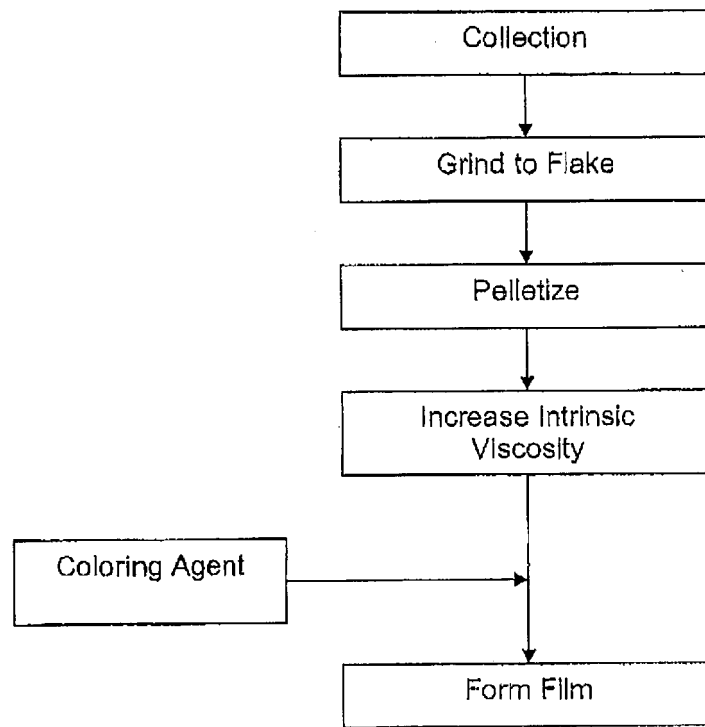 Collection
Grind to Flake
Pelletize
Increase Intrinsic
Viscosity
Coloring Agent
Form Film